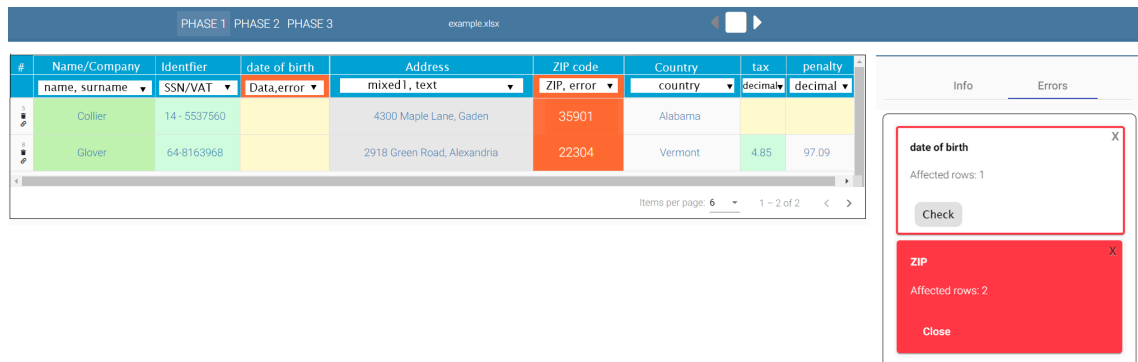 PHASE 1 PHASE 2 PHASE 3 example.xlsx
# Name/Company Identfier date of birth Address ZIP code Country tax penalty
name, surname SSN/VAT Data,error mixed1, text ZIP, error country decimal decimal
Collier 14 - 5537560 4300 Maple Lane, Gaden 35901 Alabama
Glover 64-8163968 2918 Green Road, Alexandria 22304 Vermont 4.85 97.09
Items per page: 6 1 – 2 of 2
Info Errors
X
date of birth
Affected rows: 1
Check
X
ZIP
Affected rows: 2
Close